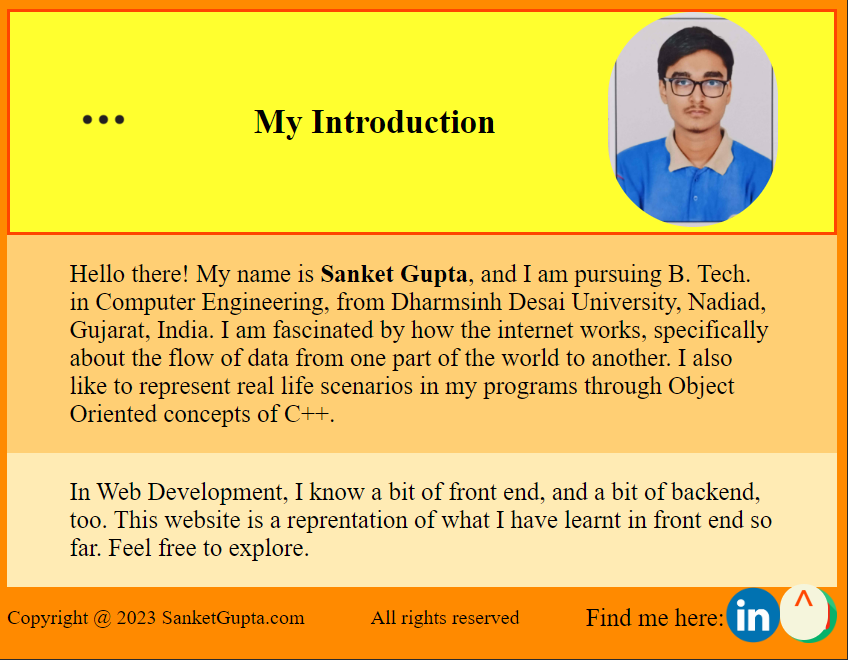 My Introduction
Hello there! My name is Sanket Gupta, and I am pursuing B. Tech.
in Computer Engineering, from Dharmsinh Desai University, Nadiad,
Gujarat, India. I am fascinated by how the internet works, specifically
about the flow of data from one part of the world to another. I also
like to represent real life scenarios in my programs through Object
Oriented concepts of C++.
In Web Development, I know a bit of front end, and a bit of backend,
too. This website is a reprentation of what I have learnt in front end so
far. Feel free to explore.
Copyright @ 2023 SanketGupta.com All rights reserved Find me here: in ^